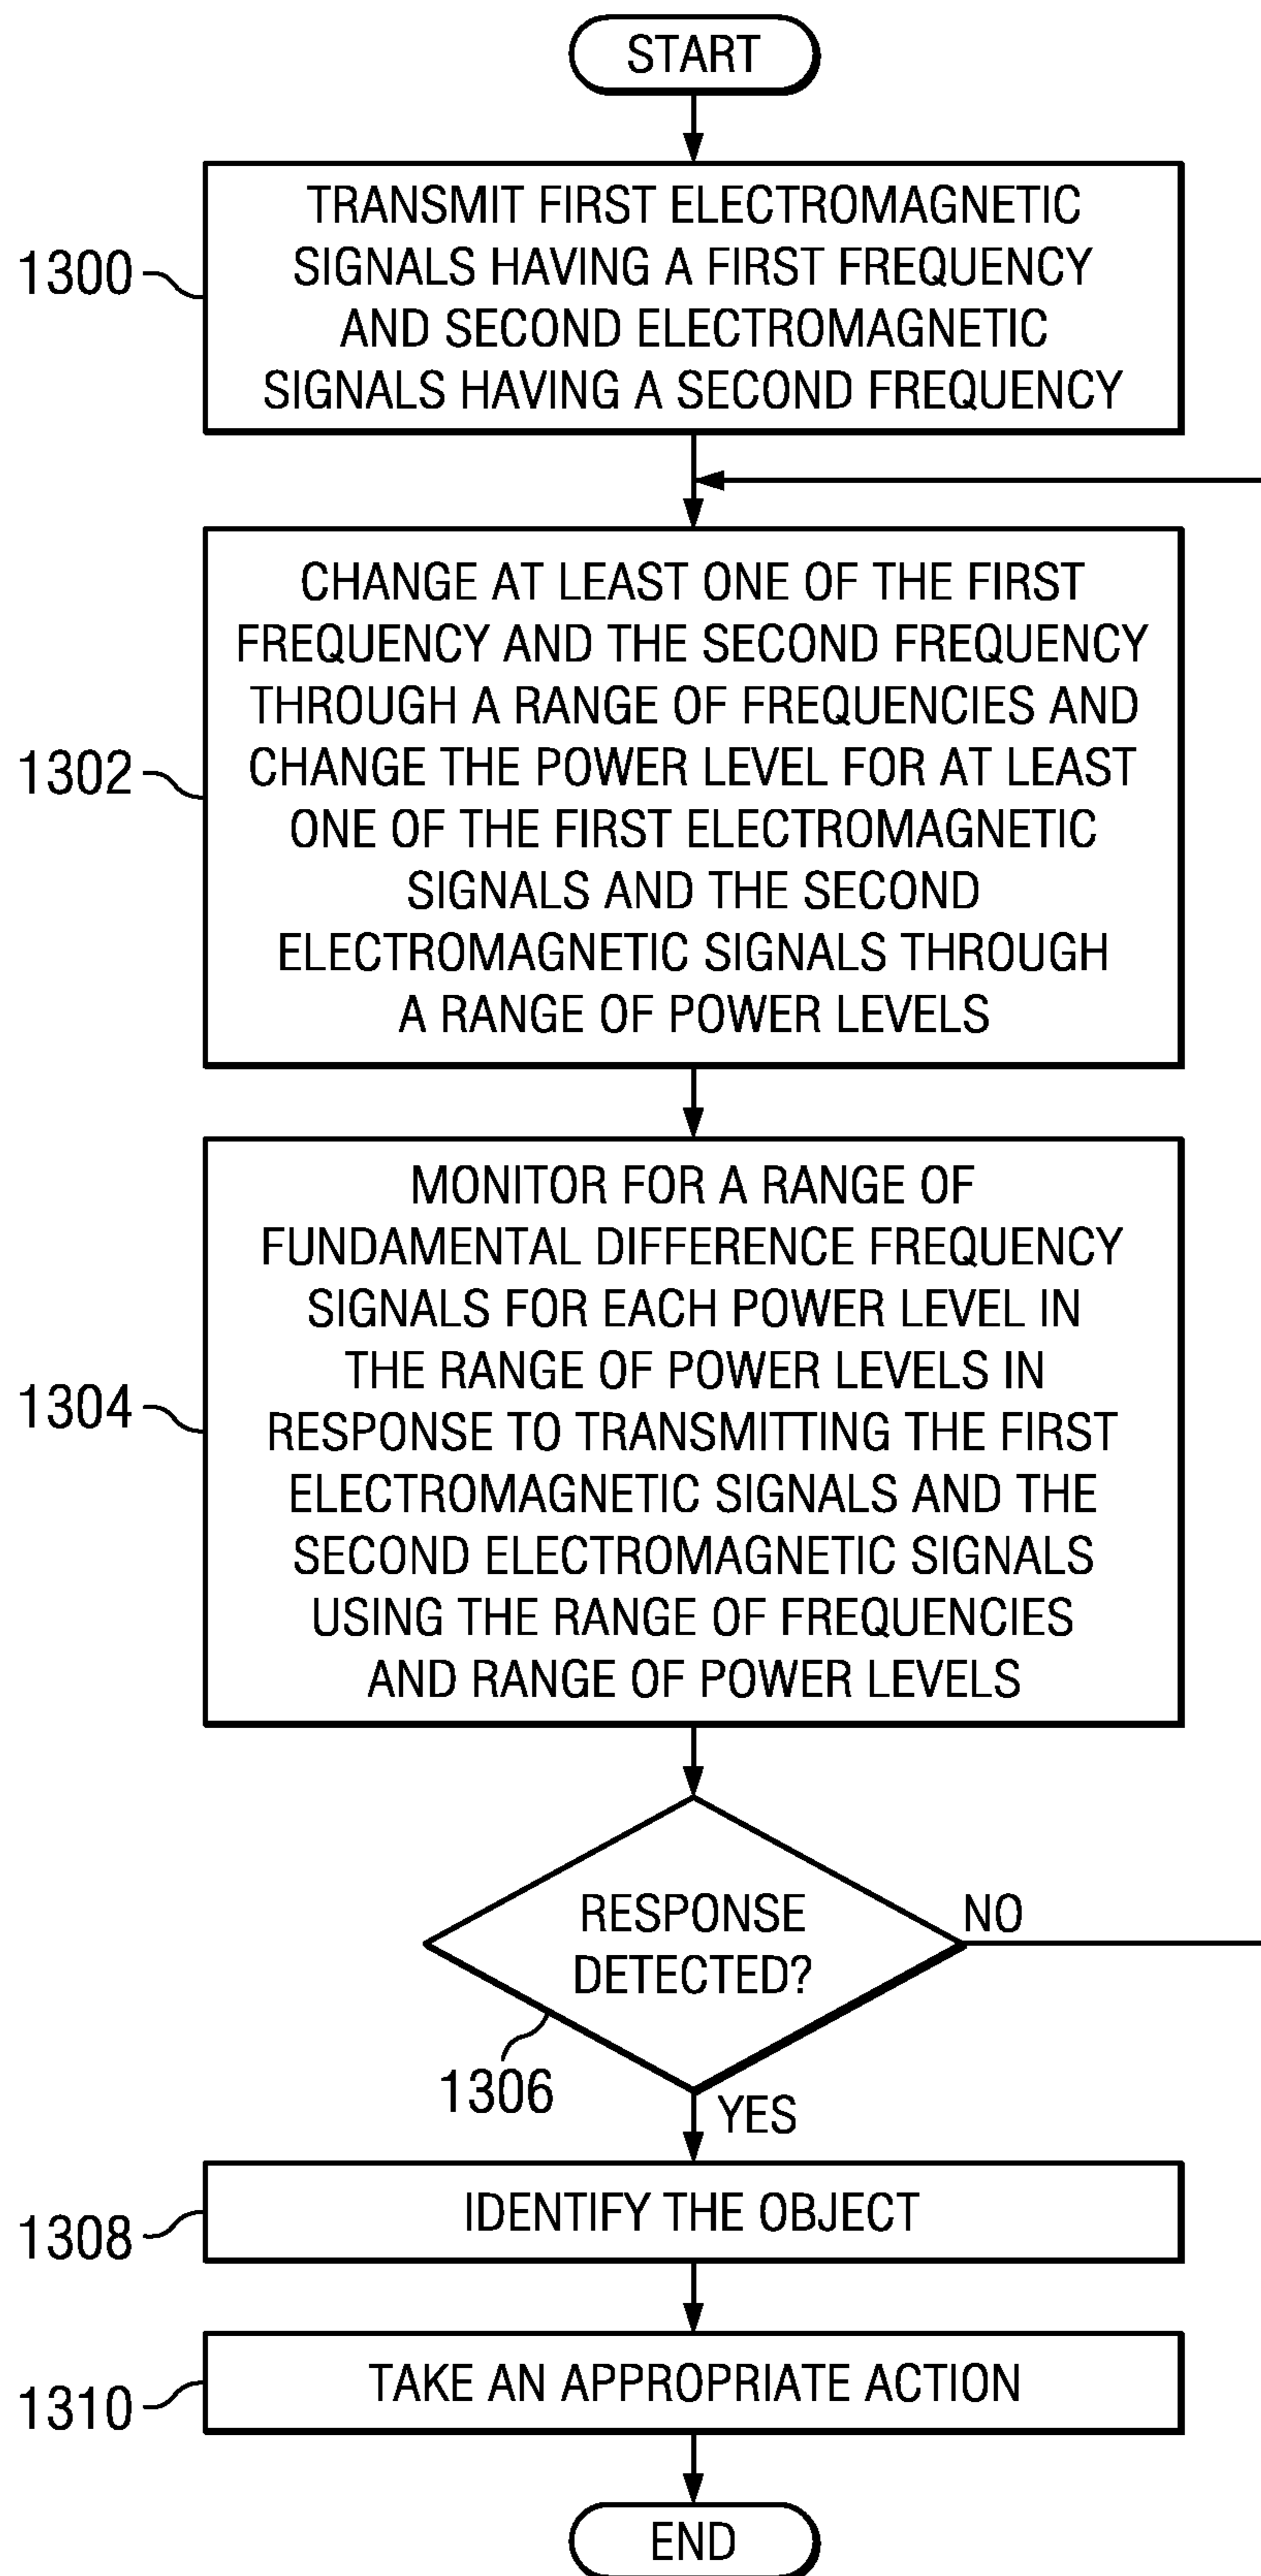 START
1300
TRANSMIT FIRST ELECTROMAGNETIC
SIGNALS HAVING A FIRST FREQUENCY
AND SECOND ELECTROMAGNETIC
SIGNALS HAVING A SECOND FREQUENCY
1302
CHANGE AT LEAST ONE OF THE FIRST
FREQUENCY AND THE SECOND FREQUENCY
THROUGH A RANGE OF FREQUENCIES AND
CHANGE THE POWER LEVEL FOR AT LEAST
ONE OF THE FIRST ELECTROMAGNETIC
SIGNALS AND THE SECOND
ELECTROMAGNETIC SIGNALS THROUGH
A RANGE OF POWER LEVELS
1304
MONITOR FOR A RANGE OF
FUNDAMENTAL DIFFERENCE FREQUENCY
SIGNALS FOR EACH POWER LEVEL IN
THE RANGE OF POWER LEVELS IN
RESPONSE TO TRANSMITTING THE FIRST
ELECTROMAGNETIC SIGNALS AND THE
SECOND ELECTROMAGNETIC SIGNALS
USING THE RANGE OF FREQUENCIES
AND RANGE OF POWER LEVELS
RESPONSE
DETECTED?
NO
1306
YES
1308
IDENTIFY THE OBJECT
1310
TAKE AN APPROPRIATE ACTION
END